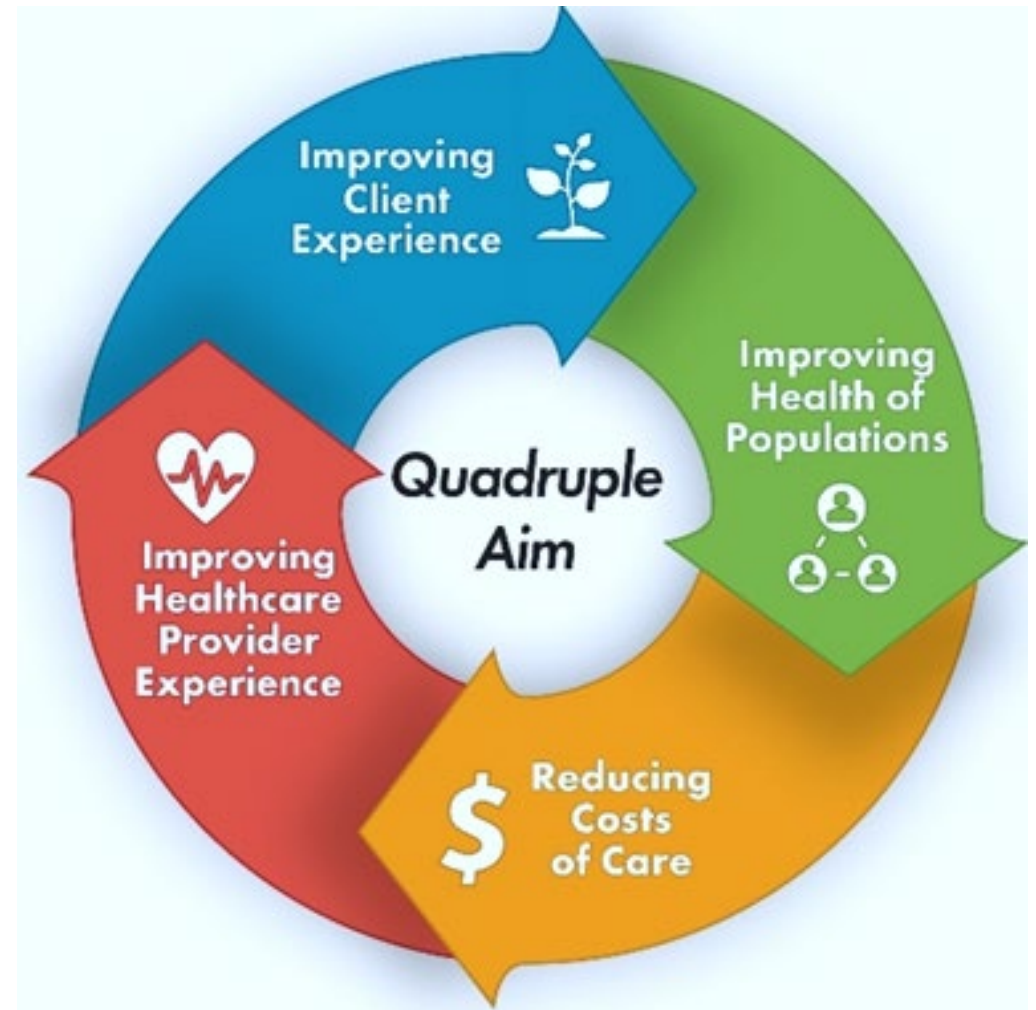 Improving
Client
Experience
Improving
Health of
Populations
Quadruple
Aim
Improving
Healthcare
Provider
Experience
$
Reducing
Costs
of Care